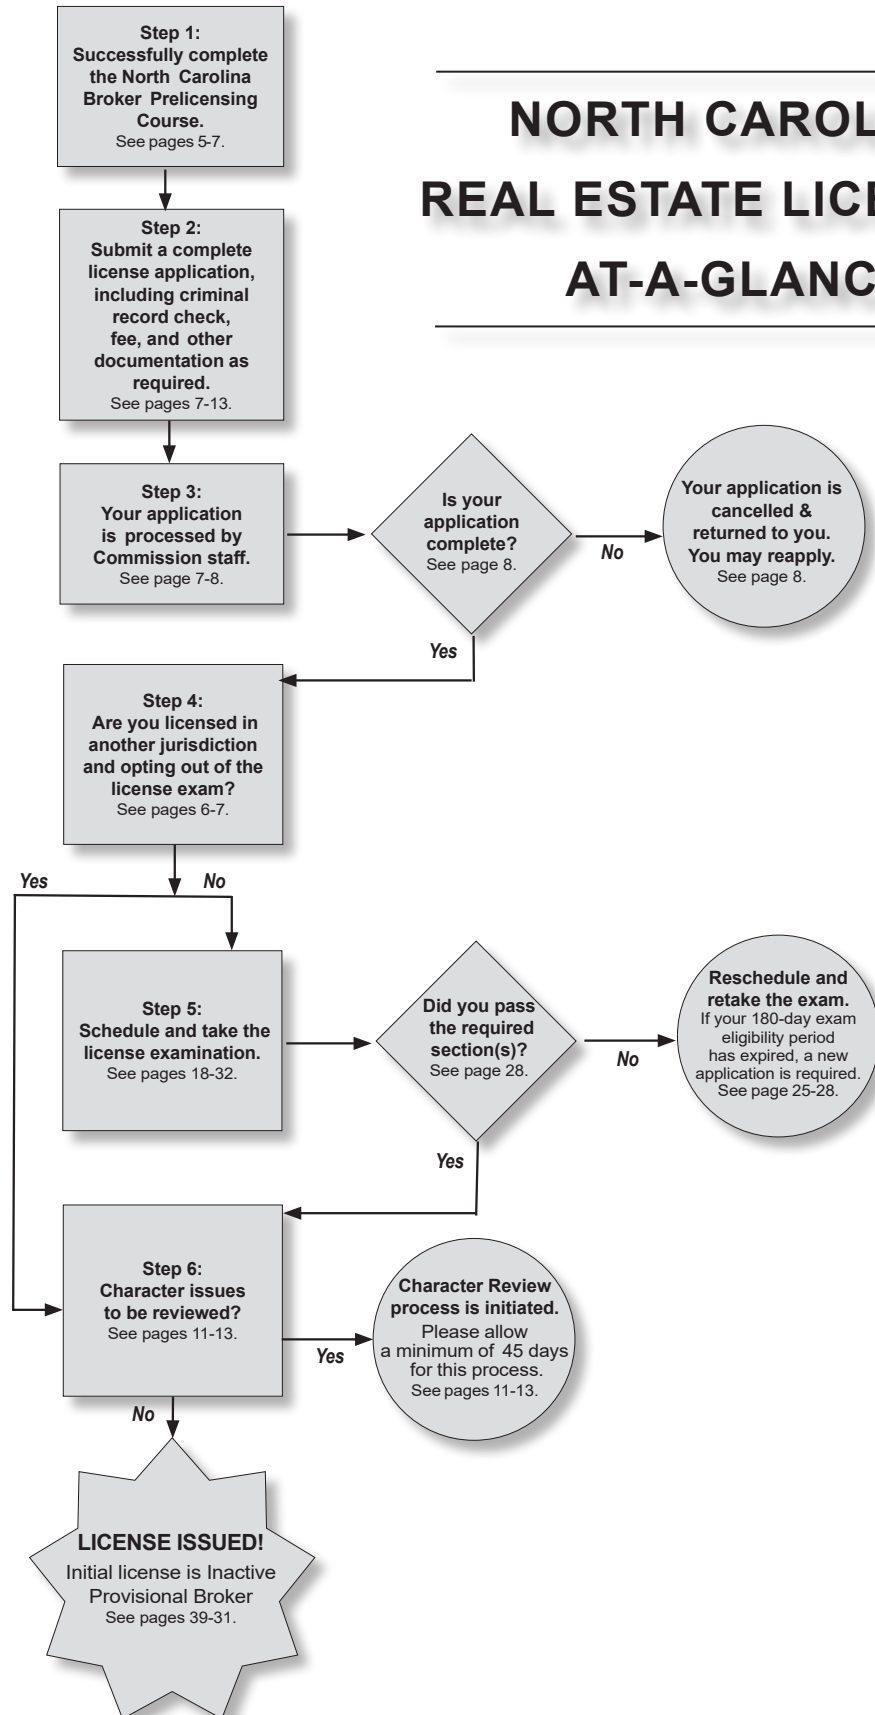 Step 1:
Successfully complete
the North Carolina
Broker Prelicensing
Course.
See pages 5-7.
NORTH CAROL
REAL ESTATE LICE
AT-A-GLANC
Step 2:
Submit a complete
license application,
including criminal
record check,
fee, and other
documentation as
required.
See pages 7-13.
Step 3:
Your application
is processed by
Commission staff.
See page 7-8.
Is your
application
complete?
See page 8.
No
Your application is
cancelled &
returned to you.
You may reapply.
See page 8.
Yes
Step 4:
Are you licensed in
another jurisdiction
and opting out of the
license exam?
See pages 6-7.
Yes
No
Step 5:
Schedule and take the
license examination.
See pages 18-32.
Did you pass
the required
section(s)?
See page 28.
No
Reschedule and
retake the exam.
If your 180-day exam
eligibility period
has expired, a new
application is required.
See page 25-28.
Yes
Step 6:
Character issues
to be reviewed?
See pages 11-13.
Yes
Character Review
process is initiated.
Please allow
a minimum of 45 days
for this process.
See pages 11-13.
No
LICENSE ISSUED!
Initial license is Inactive
Provisional Broker
See pages 39-31.